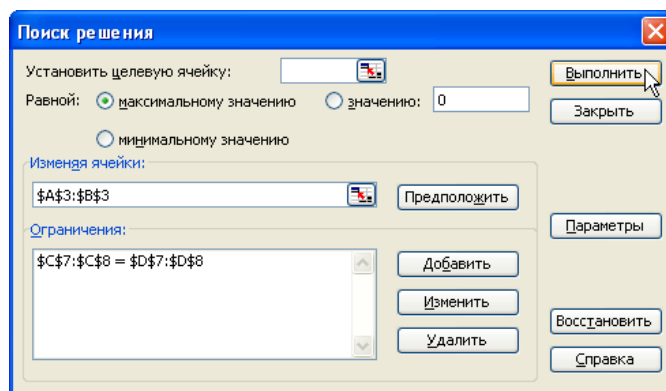 Поиск решения
Установить целевую ячейку:
Выполнить
Равной: максимальному значению значению: 0
Закрыть
минимальному значению
Изменяя ячейки:
$A$3:$B$3
Предположить
Ограничения:
Параметры
$C$7:$C$8 = $D$7:$D$8
Добавить
Изменить
Восстановить
Удалить
Справка